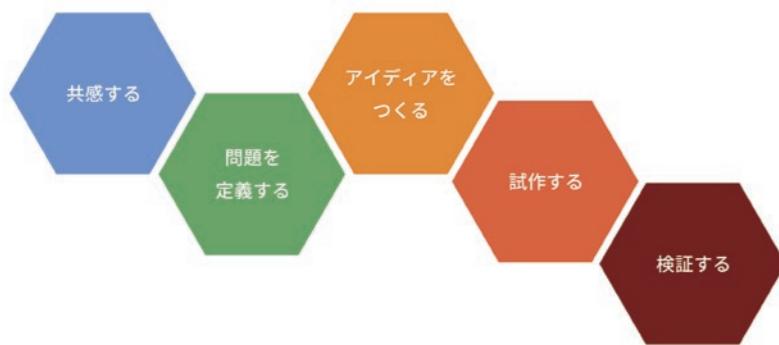 共感する
問題を
定義する
アイディアを
つくる
試作する
検証する